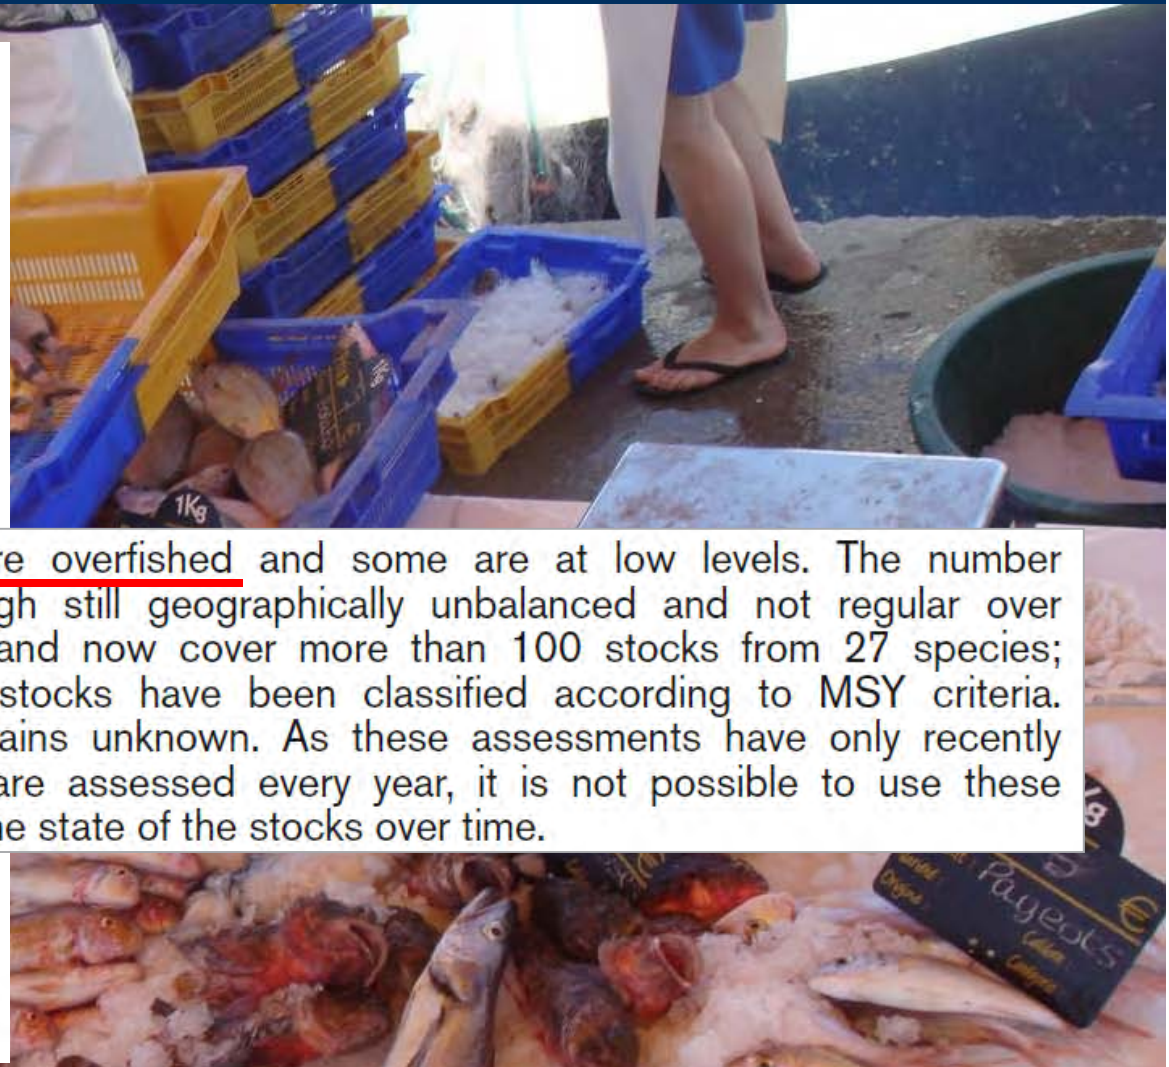 1Kg
re overfished and some are at low levels. The number
gh still geographically unbalanced and not regular over
and now cover more than 100 stocks from 27 species;
stocks have been classified according to MSY criteria.
ains unknown. As these assessments have only recently
are assessed every year, it is not possible to use these
ne state of the stocks over time.
Payeots
€
Origine